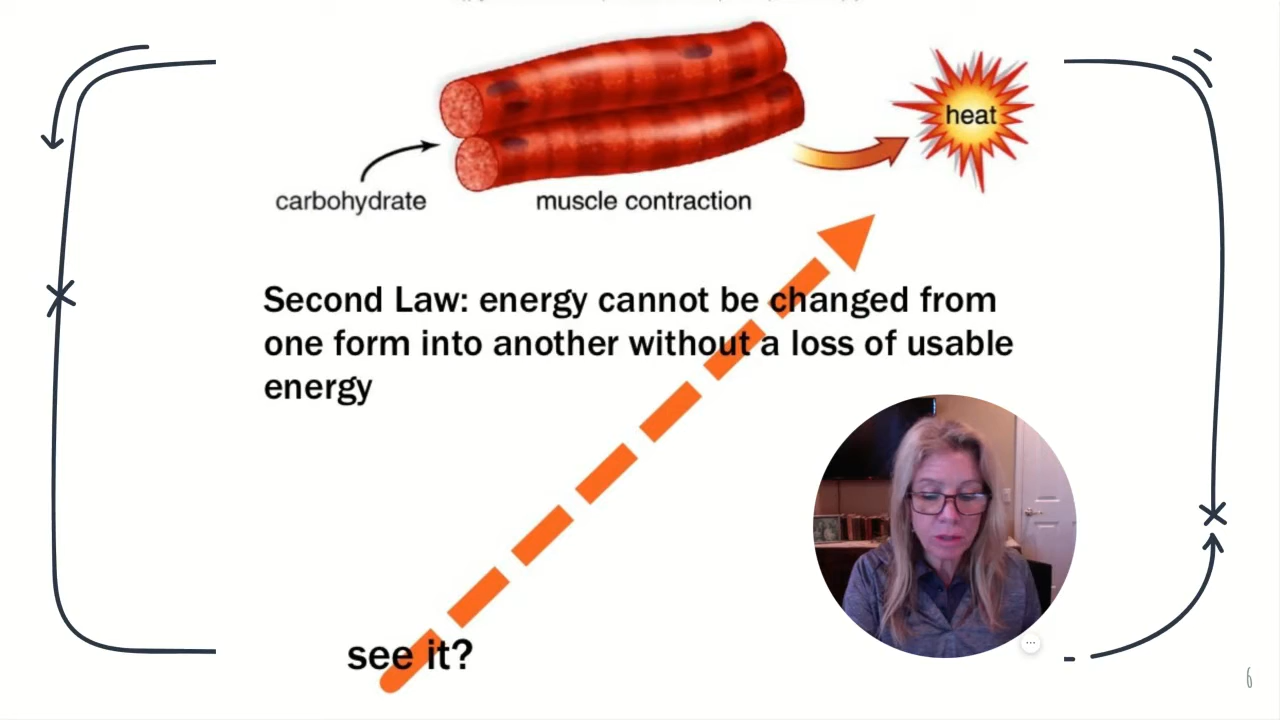 heat
carbohydrate
muscle contraction
Second Law: energy cannot be changed from
one form into another without a loss of usable
energy
see it?
6